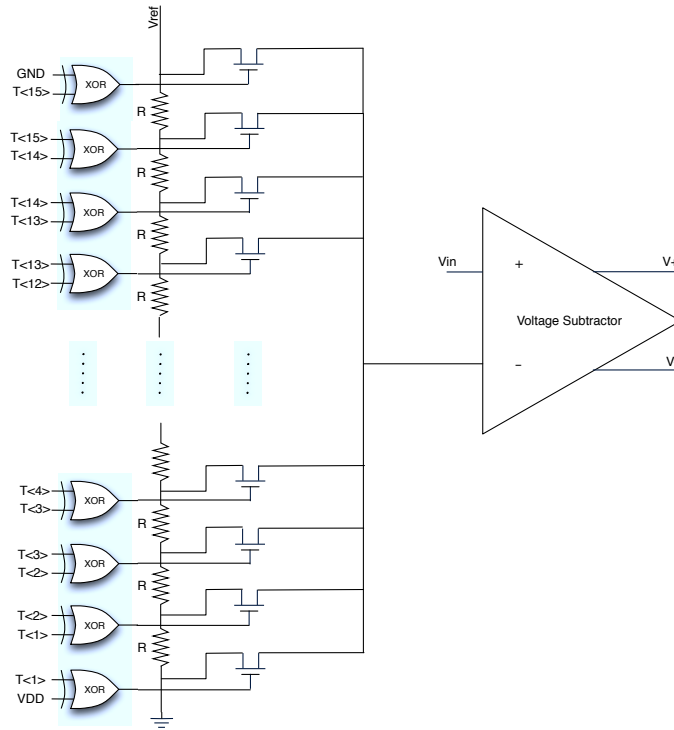 Vref
GND
T<15>
XOR
R
T<15>
T<14>
XOR
R
T<14>
T<13>
XOR
R
T<13>
T<12>
XOR
R
Vin
+
-
Voltage Subtractor
V+
V
T<4>
T<3>
XOR
R
T<3>
T<2>
XOR
R
T<2>
T<1>
XOR
R
T<1>
VDD
XOR